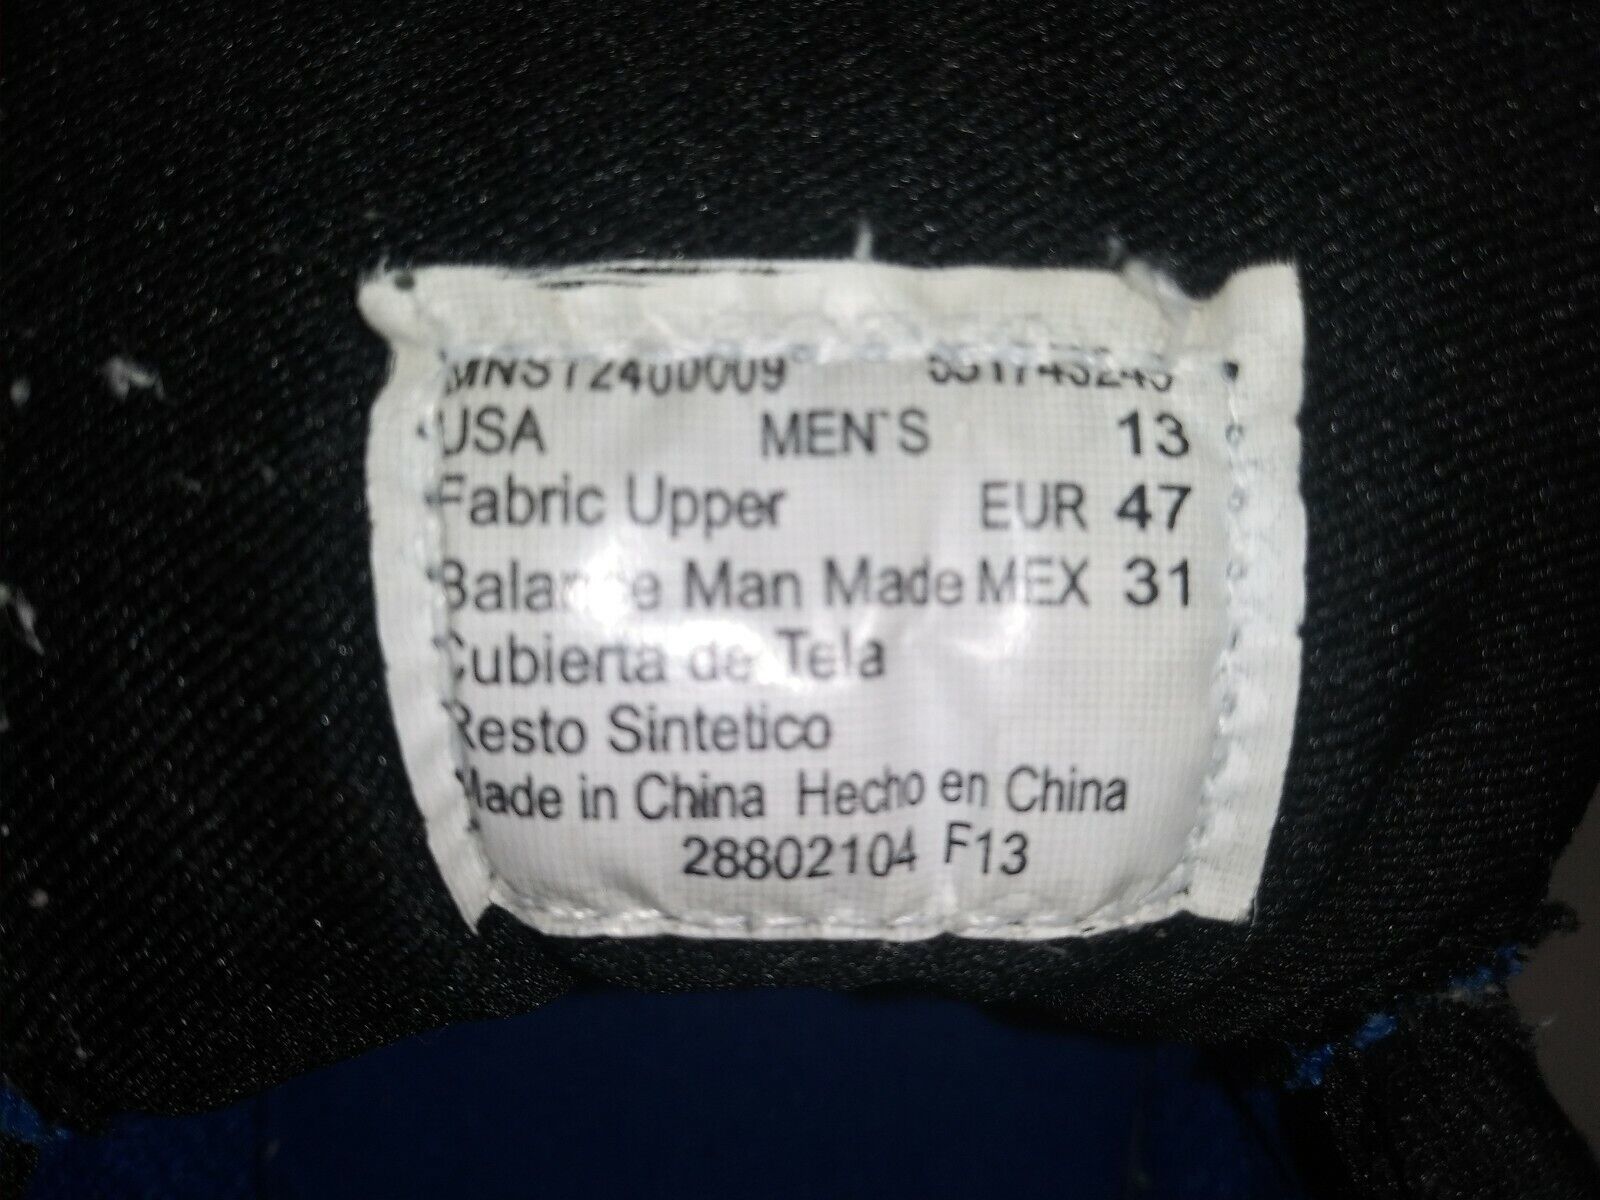 USA MEN`S 13
Fabric Upper EUR 47
Balance Man Made MEX 31
Cubierta de Tela
Resto Sintetico
Made in China Hecho en China
28802104 F13